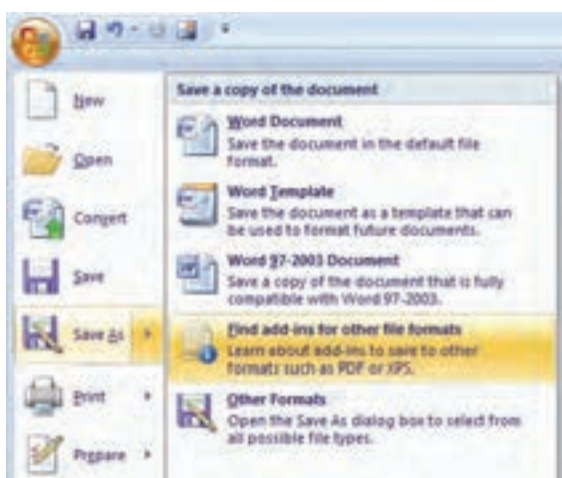 New
Open
Convert
Save
Save As
Print
Prepare
Save a copy of the document
Word Document
Save the document in the default file
format.
Word Template
Save the document as a template that can
be used to format future documents.
Word 97-2003 Document
Save a copy of the document that is fully
compatible with Word 97-2003.
Find add-ins for other file formats
Learn about add-ins to save to other
formats such as PDF or XPS.
Other Formats
Open the Save As dialog box to select from
all possible file types.